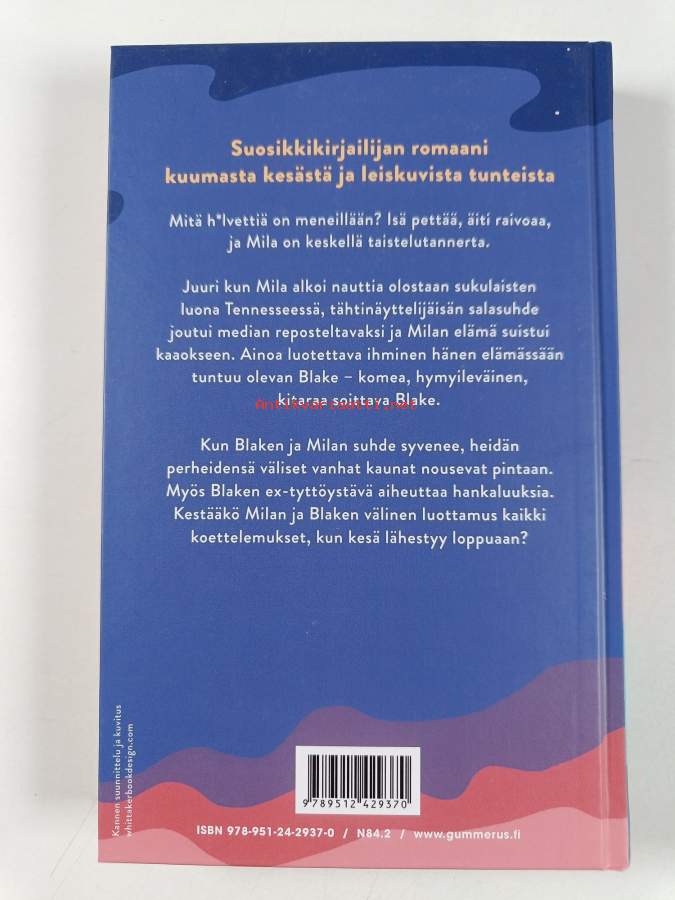 Suosikkikirjailijan romaani
kuumasta kesästä ja leiskuvista tunteista
Mitä h*lvettiä on meneillään? Isä pettää, äiti raivoaa,
ja Mila on keskellä taistelutannerta.
Juuri kun Mila alkoi nauttia olostaan sukulaisten
luona Tennesseessä, tähtinäyttelijäisän salasuhde
joutui median reposteltavaksi ja Milan elämä suistui
kaaokseen. Ainoa luotettava ihminen hänen elämässään
tuntuu olevan Blake – komea, hymyileväinen,
kitaraa soittava Blake.
Antikvariaatti.net
Kun Blaken ja Milan suhde syvenee, heidän
perheidensä väliset vanhat kaunat nousevat pintaan.
Myös Blaken ex-tyttöystävä aiheuttaa hankaluuksia.
Kestääkö Milan ja Blaken välinen luottamus kaikki
koettelemukset, kun kesä lähestyy loppuaan?
Kannen suunnittelu ja kuvitus
whittakerbookdesign.com
9 789512 429370
ISBN 978-951-24-2937-0 / N84.2 / www.gummerus.fi